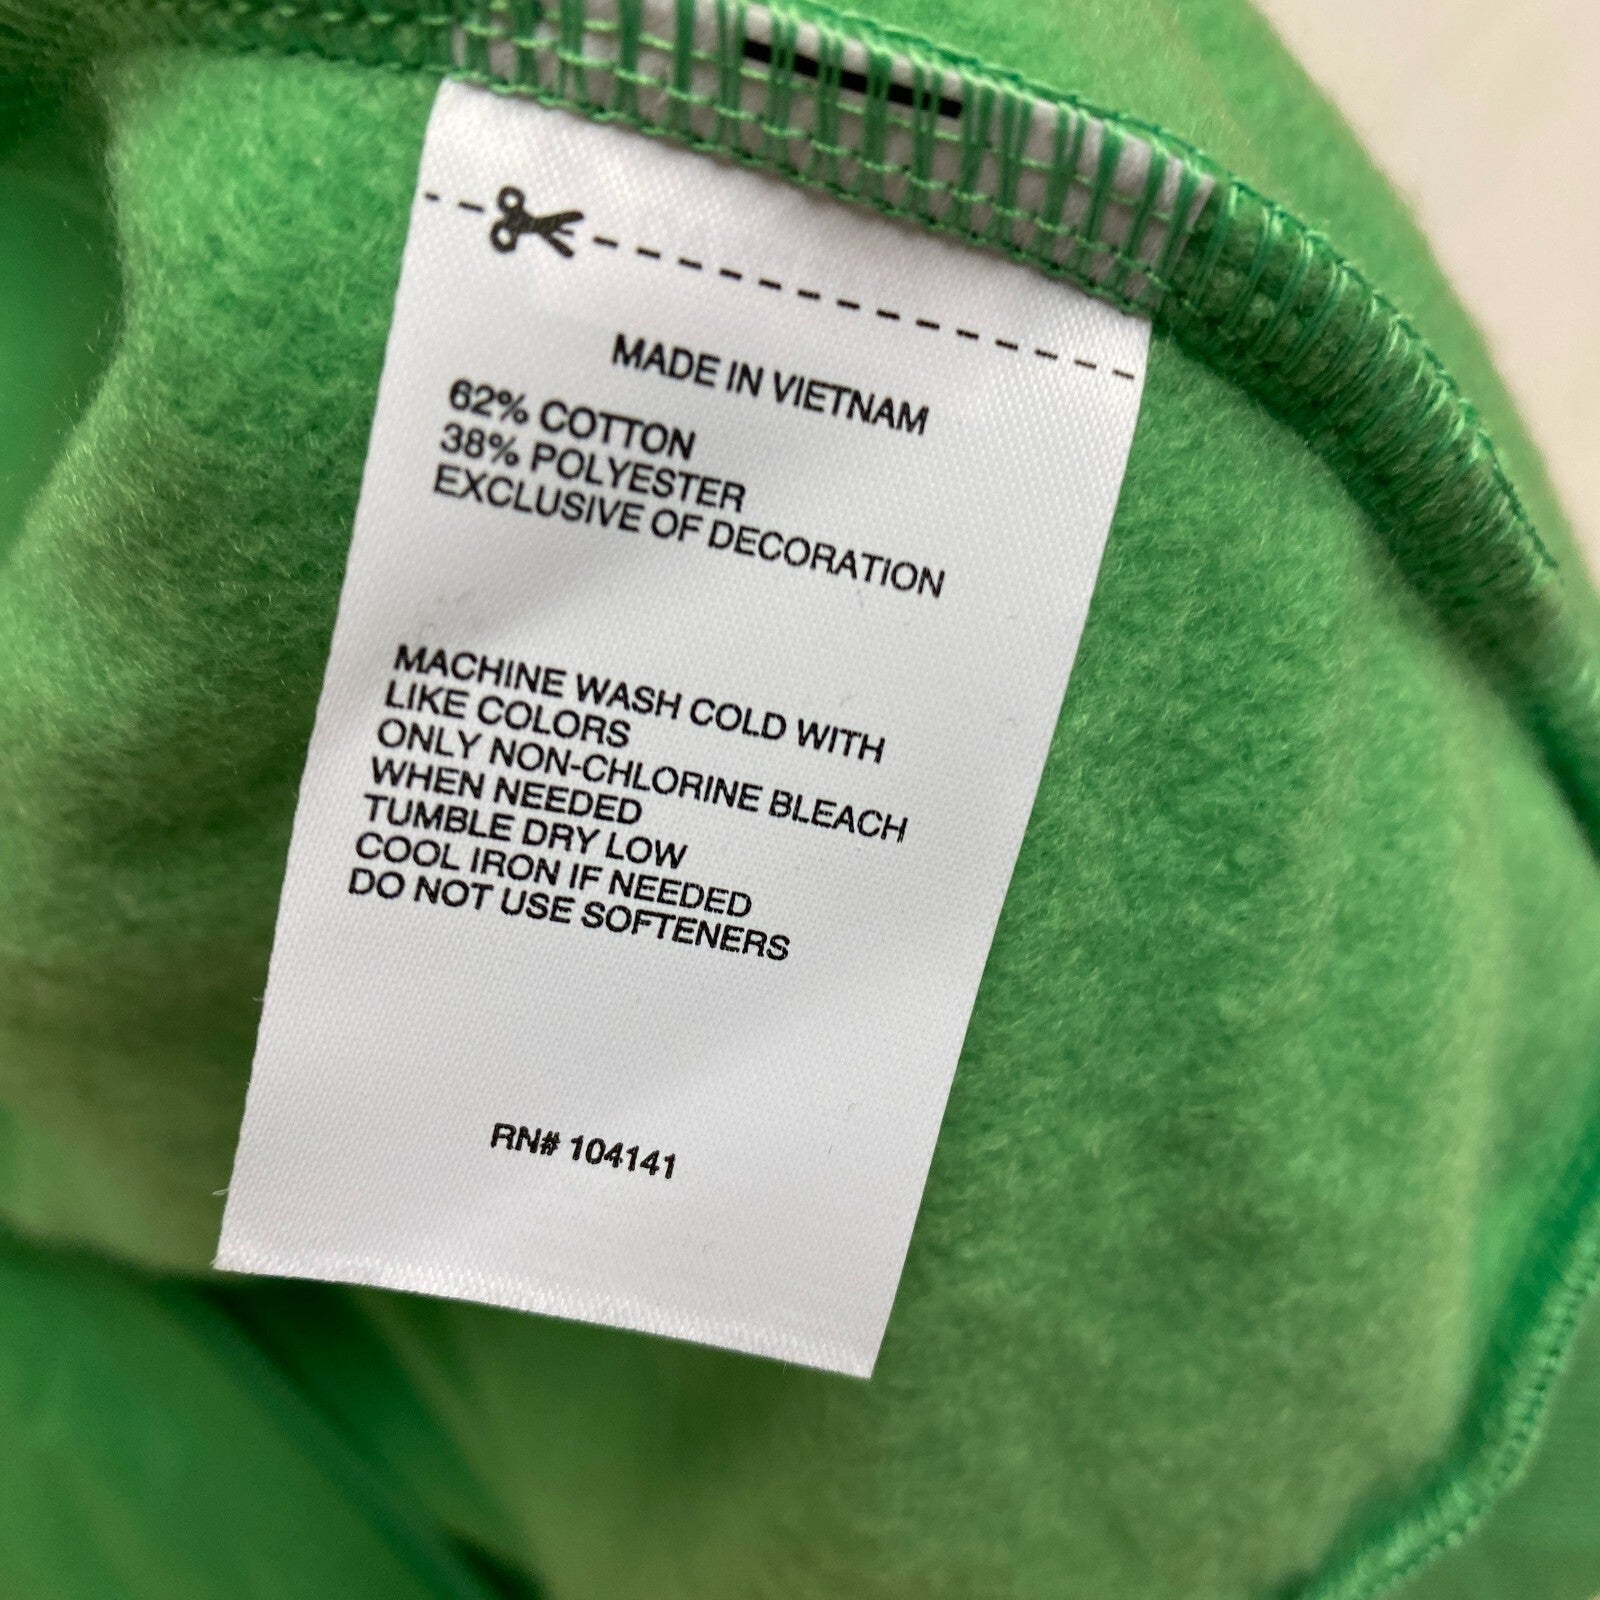 MADE IN VIETNAM
62% COTTON
38% POLYESTER
EXCLUSIVE OF DECORATION
MACHINE WASH COLD WITH
LIKE COLORS
ONLY NON-CHLORINE BLEACH
WHEN NEEDED
TUMBLE DRY LOW
COOL IRON IF NEEDED
DO NOT USE SOFTENERS
RN# 104141